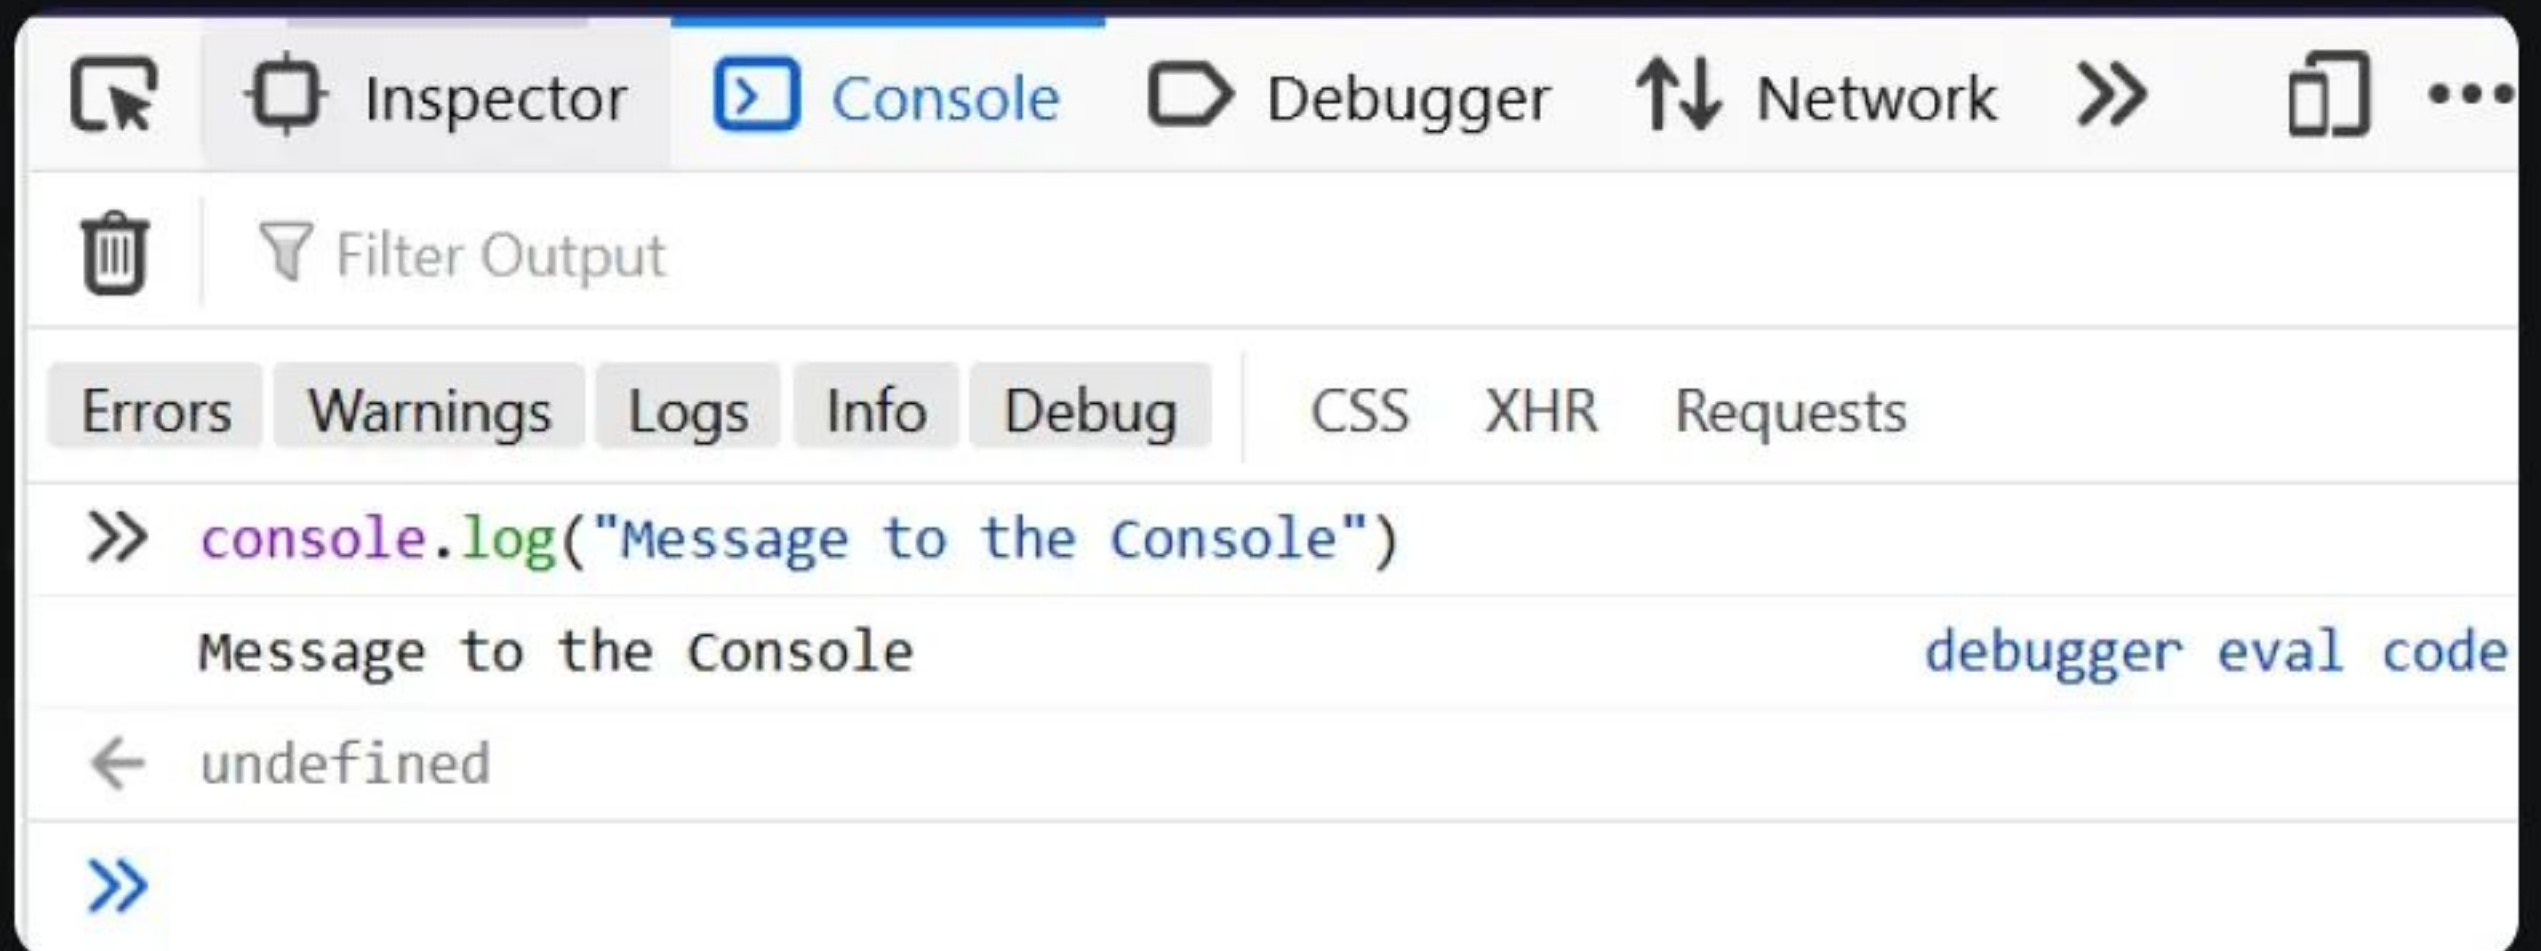 Inspector Console Debugger Network
Filter Output
Errors Warnings Logs Info Debug CSS XHR Requests
console.log("Message to the Console")
Message to the Console debugger eval code
undefined